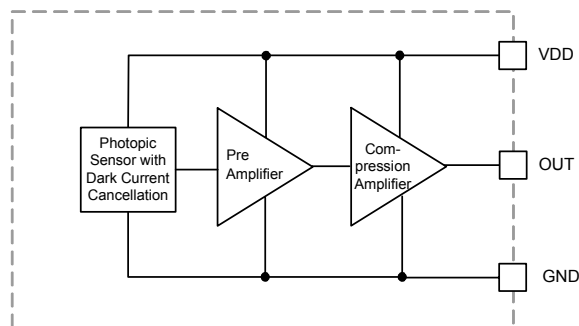 VDD
Photopic
Sensor with
Dark Current
Cancellation
Pre
Amplifier
Com-
pression
Amplifier
OUT
GND